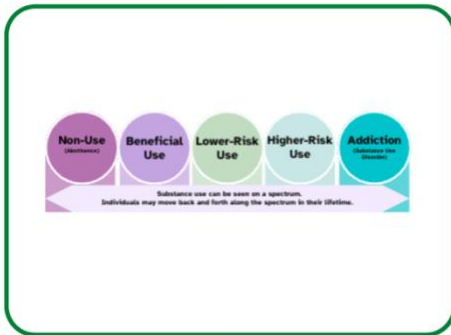 Non-Use
(Abstinence)
Beneficial
Use
Lower-Risk
Use
Higher-Risk
Use
Addiction
(Substance Use
Disorder)
Substance use can be seen on a spectrum.
Individuals may move back and forth along the spectrum in their lifetime.